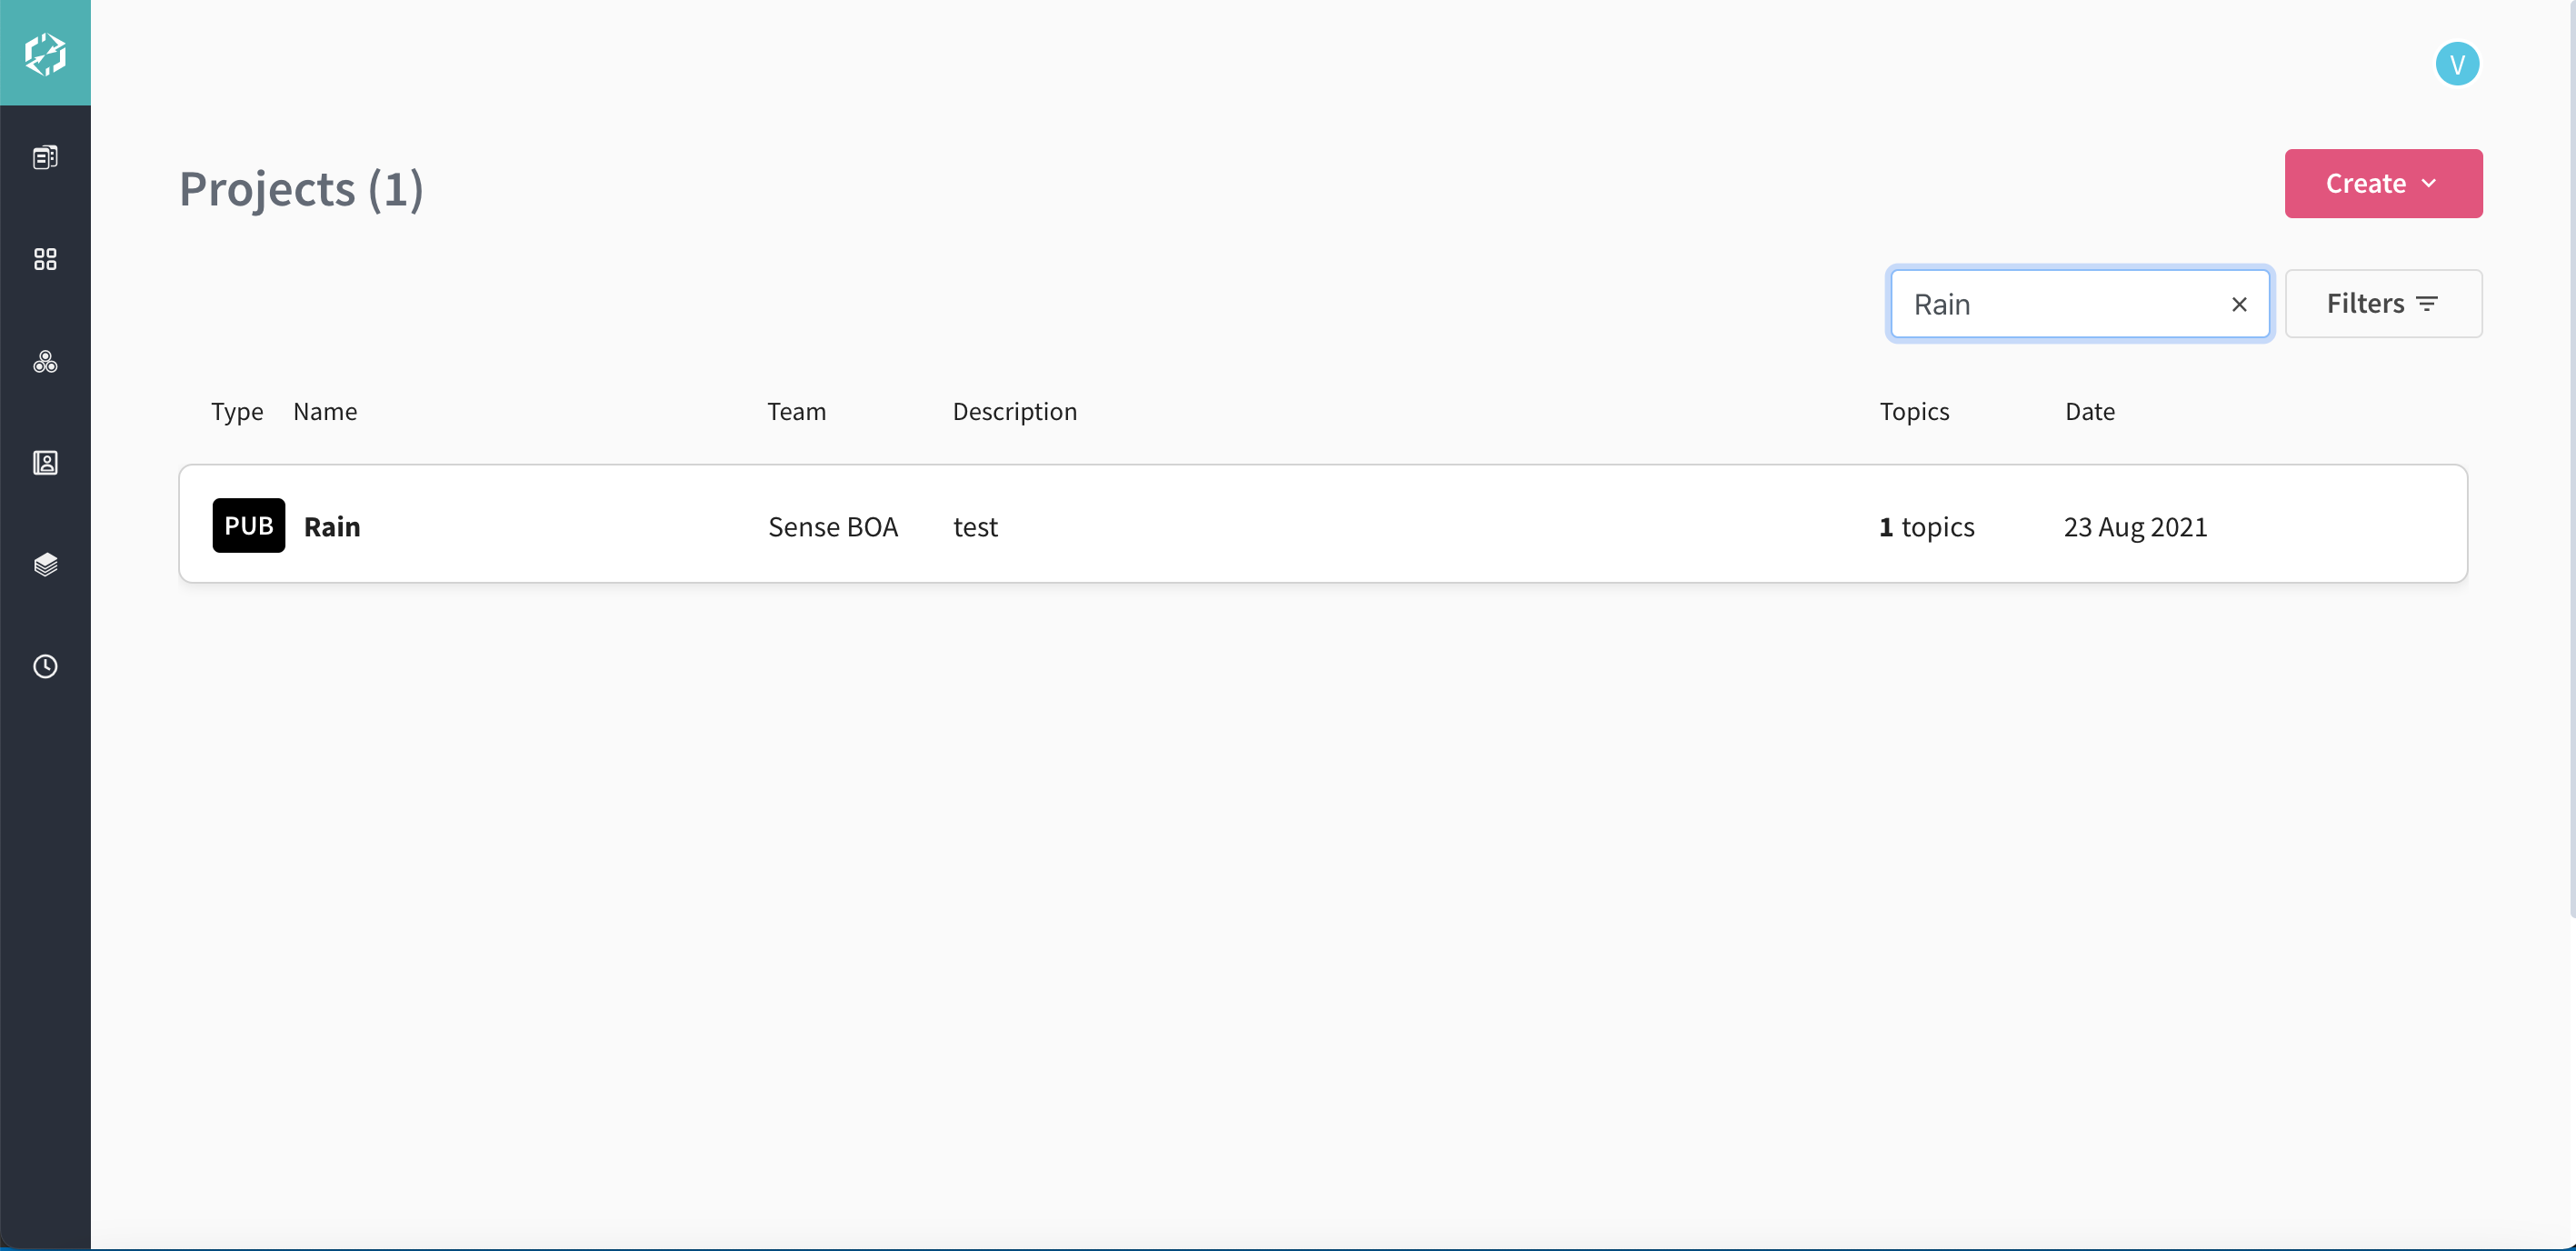 V
Projects (1)
Create
Rain
Filters
Type Name Team Description Topics Date
PUB Rain Sense BOA test 1 topics 23 Aug 2021